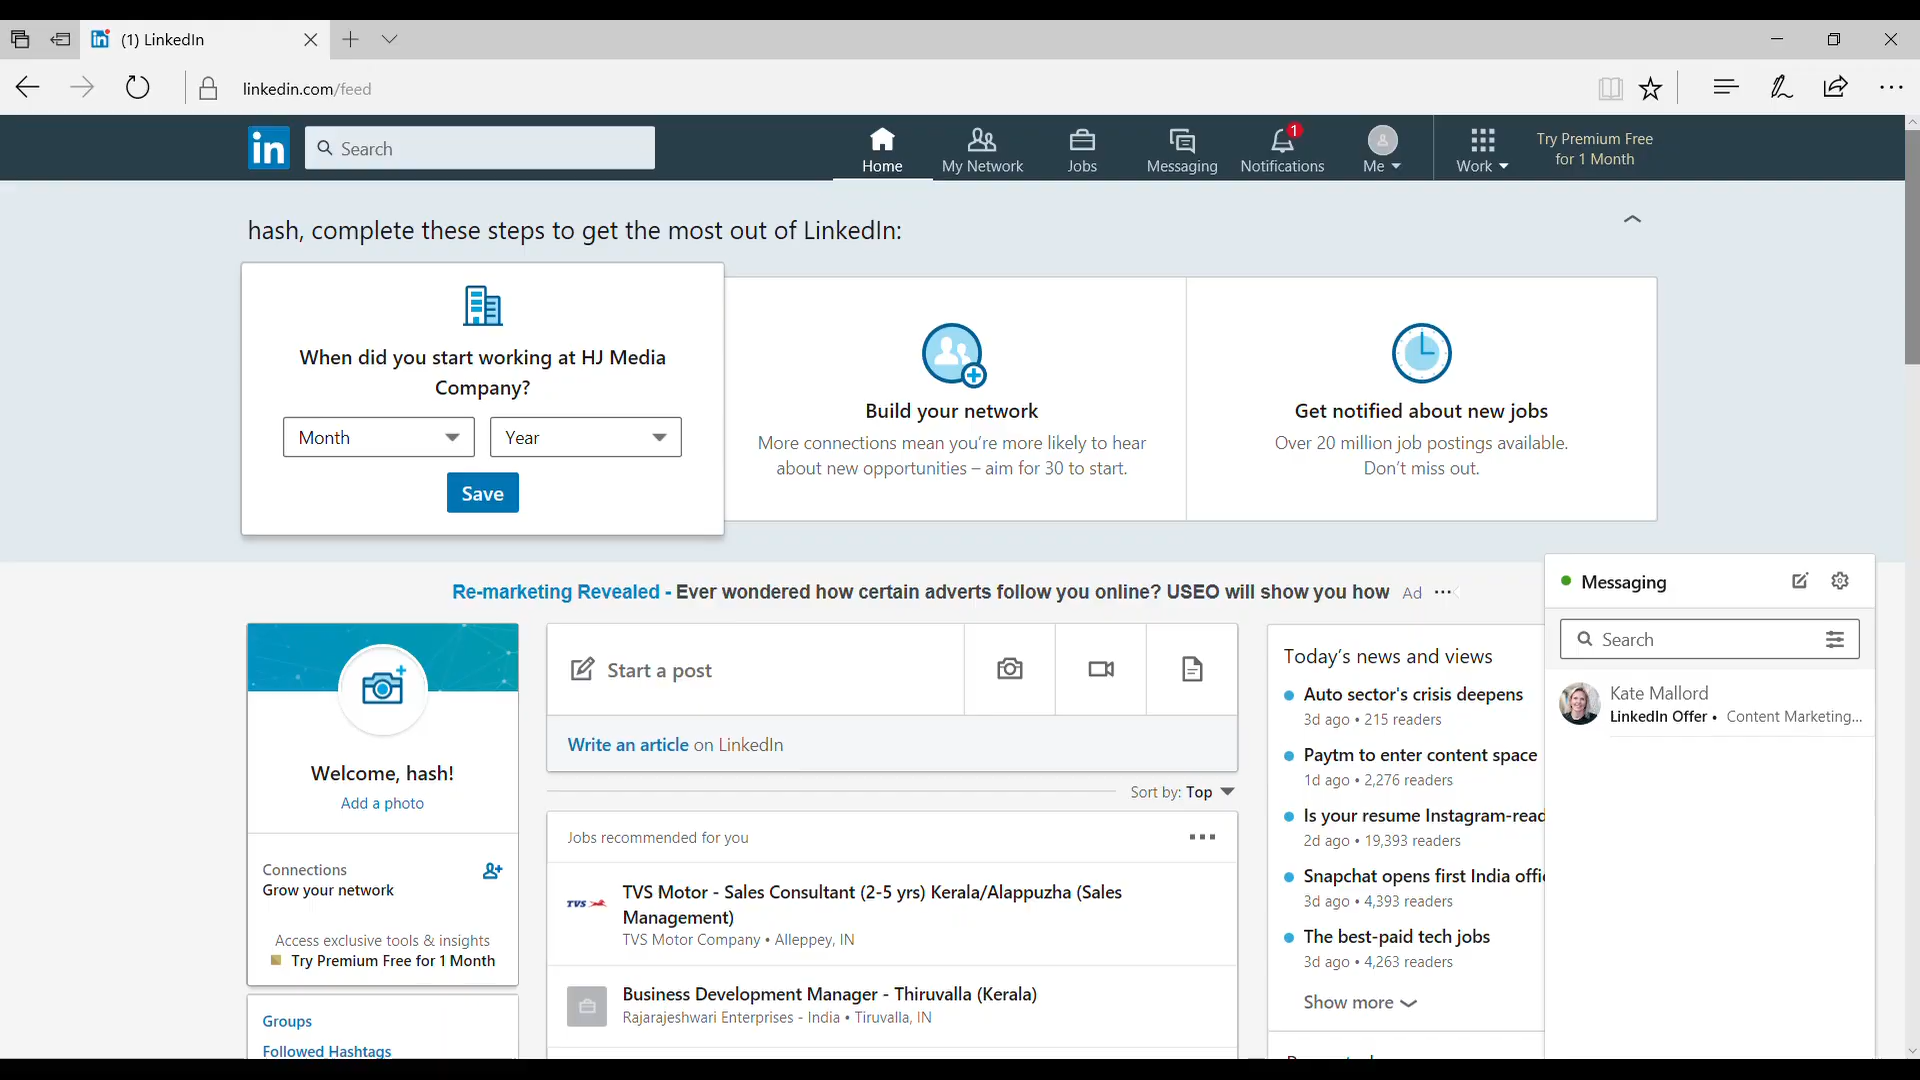 (1) LinkedIn
linkedin.com/feed
in
Search
Home
My Network
Jobs
Messaging
1
Notifications
Me
Work
Try Premium Free
for 1 Month
hash, complete these steps to get the most out of LinkedIn:
When did you start working at HJ Media
Company?
Month
Year
Save
Build your network
More connections mean you're more likely to hear
about new opportunities – aim for 30 to start.
Get notified about new jobs
Over 20 million job postings available.
Don't miss out.
Re-marketing Revealed - Ever wondered how certain adverts follow you online? USEO will show you how Ad
Welcome, hash!
Add a photo
Connections
Grow your network
Access exclusive tools & insights
Try Premium Free for 1 Month
Groups
Followed Hashtags
Start a post
Write an article on LinkedIn
Sort by: Top
Jobs recommended for you
TVS
TVS Motor - Sales Consultant (2-5 yrs) Kerala/Alappuzha (Sales
Management)
TVS Motor Company • Alleppey, IN
Business Development Manager - Thiruvalla (Kerala)
Rajarajeshwari Enterprises - India • Tiruvalla, IN
Today's news and views
Auto sector's crisis deepens
3d ago • 215 readers
Paytm to enter content space
1d ago • 2,276 readers
Is your resume Instagram-read
2d ago • 19,393 readers
Snapchat opens first India offi
3d ago • 4,393 readers
The best-paid tech jobs
3d ago • 4,263 readers
Show more
Messaging
Search
Kate Mallord
LinkedIn Offer • Content Marketing...